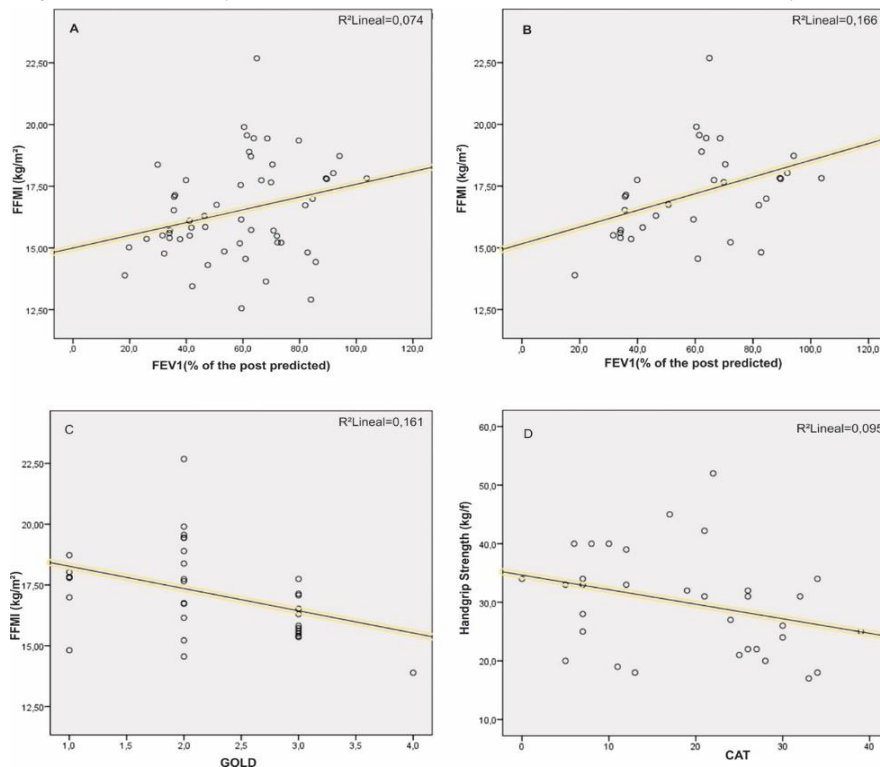 A
R²Lineal=0,074
FFMI (kg/m²)
22,50
20,00
17,50
15,00
12,50
,0
20,0
40,0
60,0
80,0
100,0
120,0
FEV1(% of the post predicted)
B
R²Lineal=0,166
FFMI (kg/m²)
22,50
20,00
17,50
15,00
12,50
,0
20,0
40,0
60,0
80,0
100,0
120,0
FEV1(% of the post predicted)
C
R²Lineal=0,161
FFMI (kg/m²)
22,50
20,00
17,50
15,00
12,50
1,0
1,5
2,0
2,5
3,0
3,5
4,0
GOLD
D
R²Lineal=0,095
Handgrip Strength (kg/f)
60,0
50,0
40,0
30,0
20,0
10,0
0
10
20
30
40
CAT